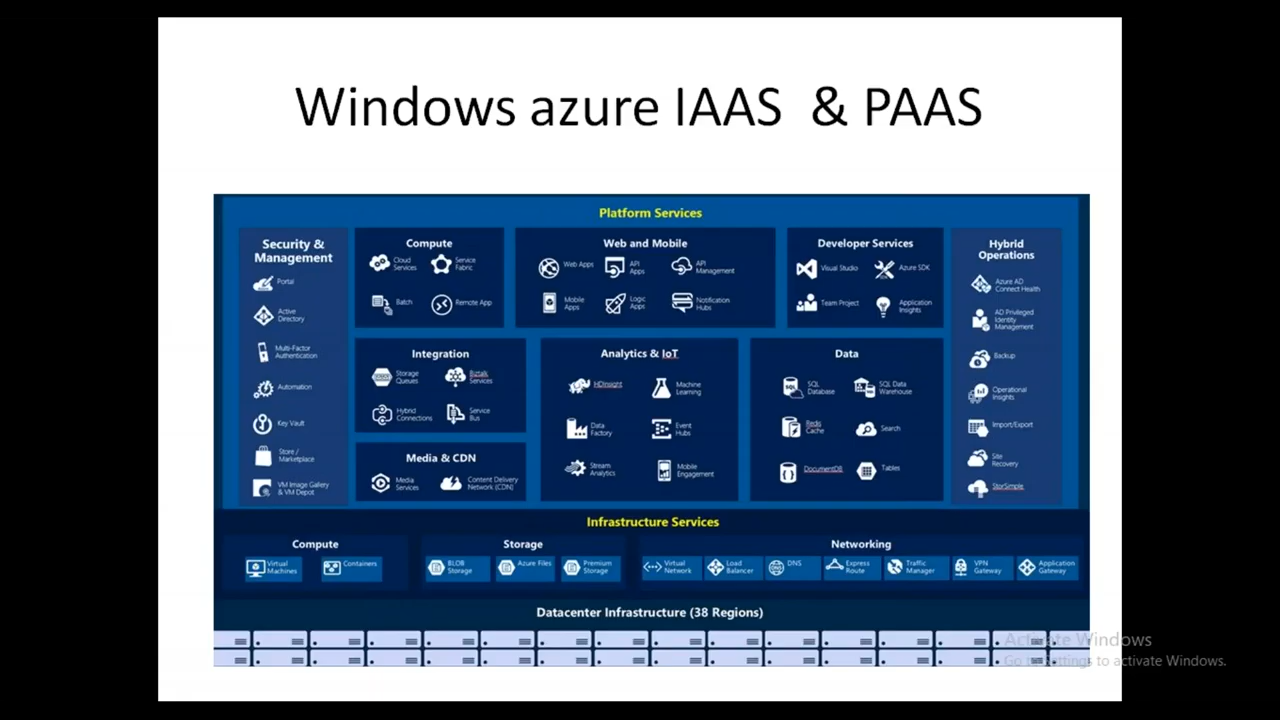 Windows azure IAAS & PAAS
Platform Services
Security &
Management
Portal
Active
Directory
Multi-Factor
Authentication
Automation
Key Vault
Store /
Marketplace
VM Image Gallery
& VM Depot
Compute
Cloud
Services
Service
Fabric
Batch
Remote App
Web and Mobile
Web Apps
API
Apps
API
Management
Mobile
Apps
Logic
Apps
Notification
Hubs
Developer Services
Visual Studio
Azure SDK
Team Project
Application
Insights
Hybrid
Operations
Azure AD
Connect Health
AD Privileged
Identity
Management
Backup
Operational
Insights
Import/Export
Site
Recovery
StorSimple
Integration
Storage
Queues
Biztalk
Services
Hybrid
Connections
Service
Bus
Analytics & IoT
HDInsight
Machine
Learning
Data
Factory
Event
Hubs
Stream
Analytics
Mobile
Engagement
Data
SQL
Database
SQL Data
Warehouse
Redis
Cache
Search
DocumentDB
Tables
Media & CDN
Media
Services
Content Delivery
Network (CDN)
Infrastructure Services
Compute
Virtual
Machines
Containers
Storage
BLOB
Storage
Azure Files
Premium
Storage
Networking
Virtual
Network
Load
Balancer
DNS
Express
Route
Traffic
Manager
VPN
Gateway
Application
Gateway
Datacenter Infrastructure (38 Regions)
Activate Windows
Go to Settings to activate Windows.